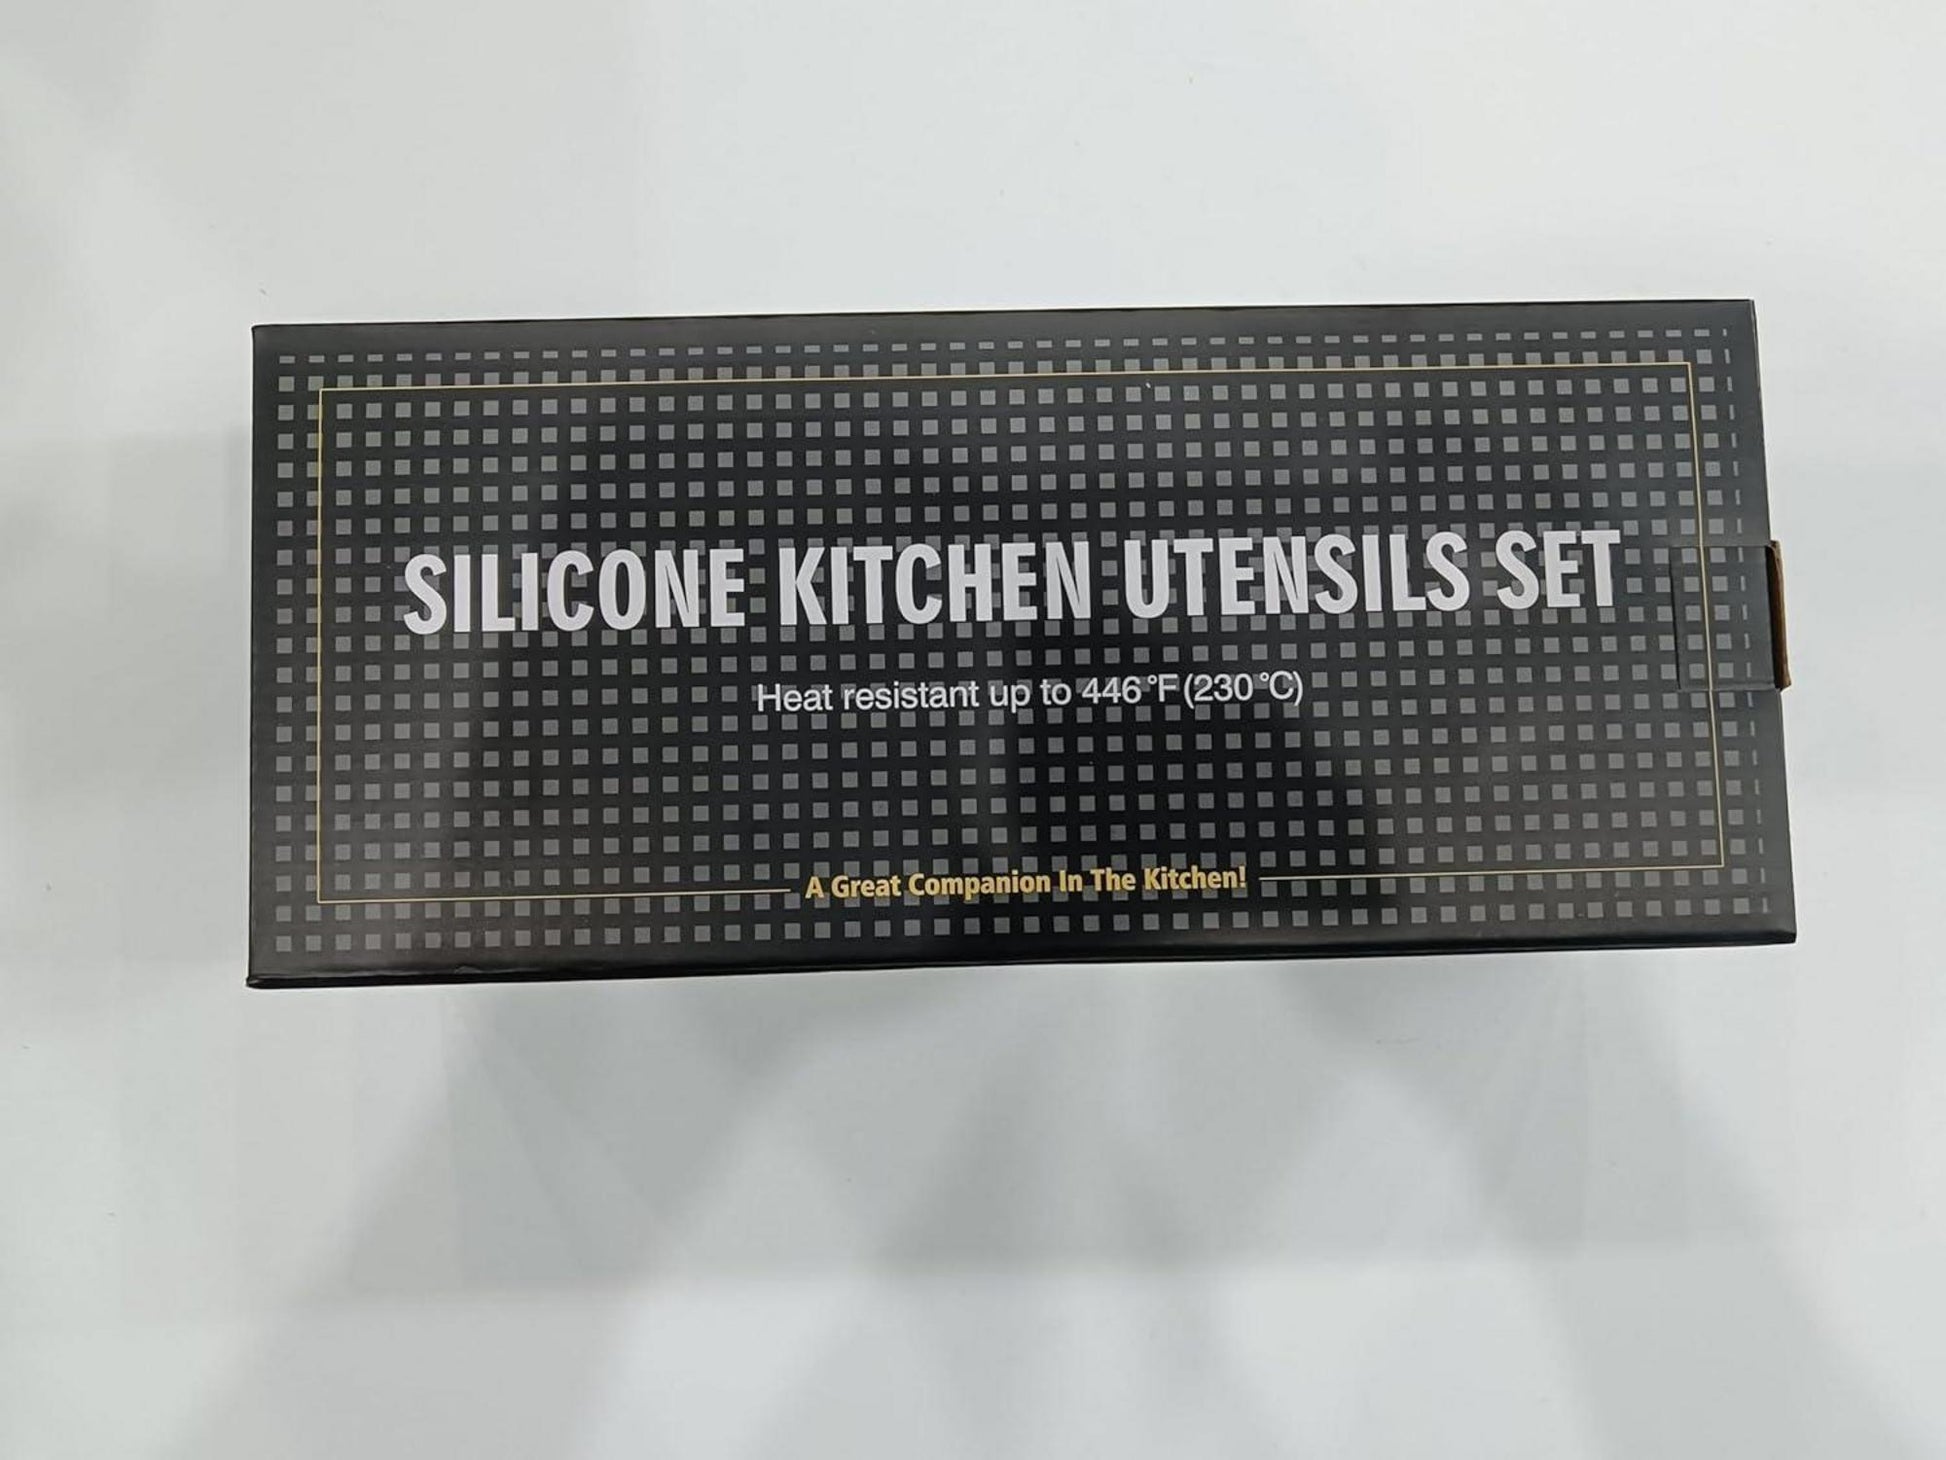 SILICONE KITCHEN UTENSILS SET
Heat resistant up to 446°F (230°C)
A Great Companion In The Kitchen!